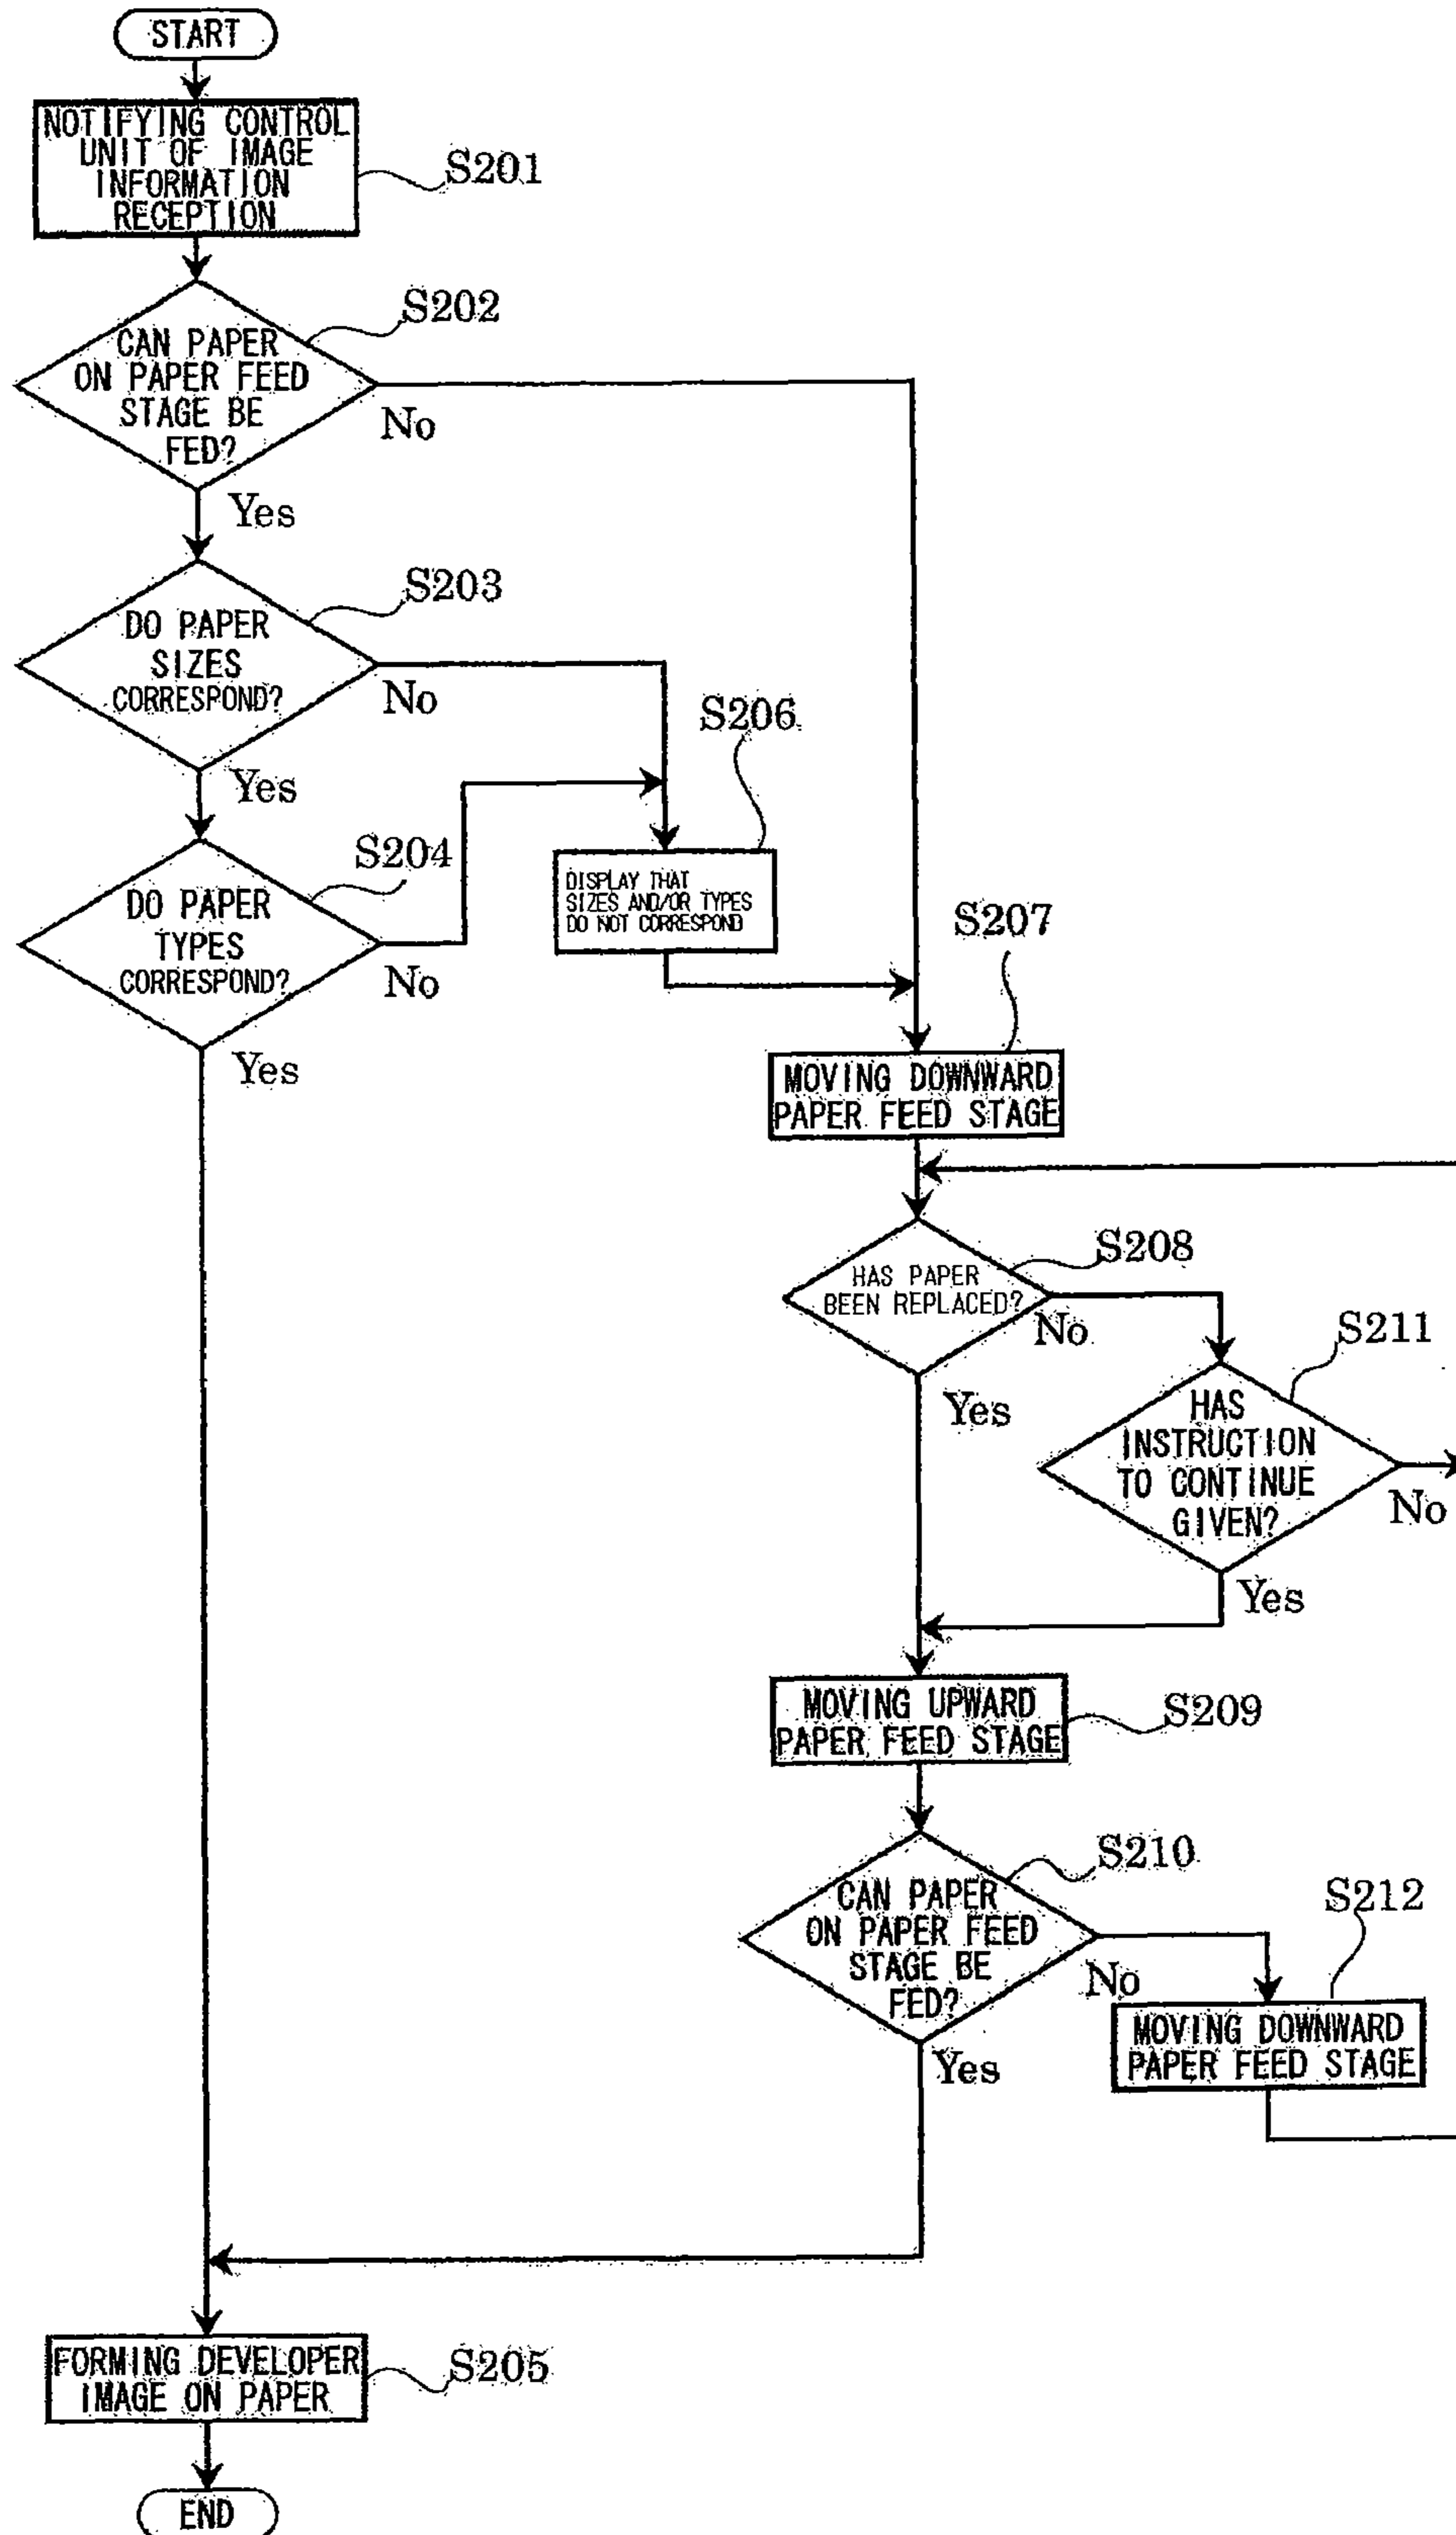 START
NOTIFYING CONTROL
UNIT OF IMAGE
INFORMATION
RECEPTION
S201
CAN PAPER
ON PAPER FEED
STAGE BE
FED?
S202
No
Yes
DO PAPER
SIZES
CORRESPOND?
S203
No
Yes
S206
DISPLAY THAT
SIZES AND/OR TYPES
DO NOT CORRESPOND
DO PAPER
TYPES
CORRESPOND?
S204
No
Yes
S207
MOVING DOWNWARD
PAPER FEED STAGE
HAS PAPER
BEEN REPLACED?
S208
No
Yes
S211
HAS
INSTRUCTION
TO CONTINUE
GIVEN?
No
Yes
MOVING UPWARD
PAPER FEED STAGE
S209
CAN PAPER
ON PAPER FEED
STAGE BE
FED?
S210
No
Yes
S212
MOVING DOWNWARD
PAPER FEED STAGE
FORMING DEVELOPER
IMAGE ON PAPER
S205
END